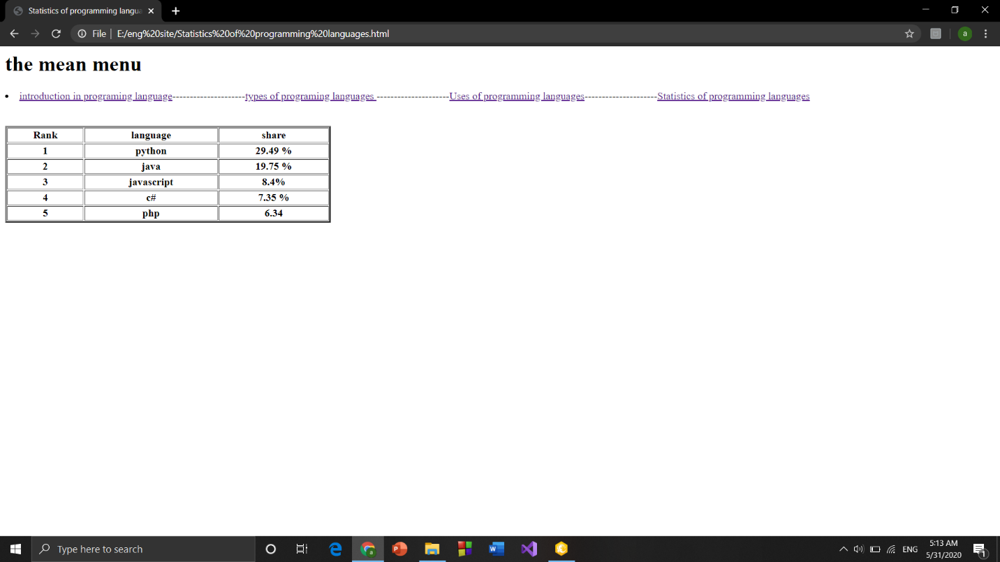 Statistics of programming langua
File E:/eng%20site/Statistics%20of%20programming%20languages.html
a
the mean menu
introduction in programing language---------------------types of programing languages ---------------------Uses of programming languages---------------------Statistics of programming languages
Rank language share
1 python 29.49 %
2 java 19.75 %
3 javascript 8.4%
4 c# 7.35 %
5 php 6.34
Type here to search
ENG
5:13 AM
5/31/2020
1